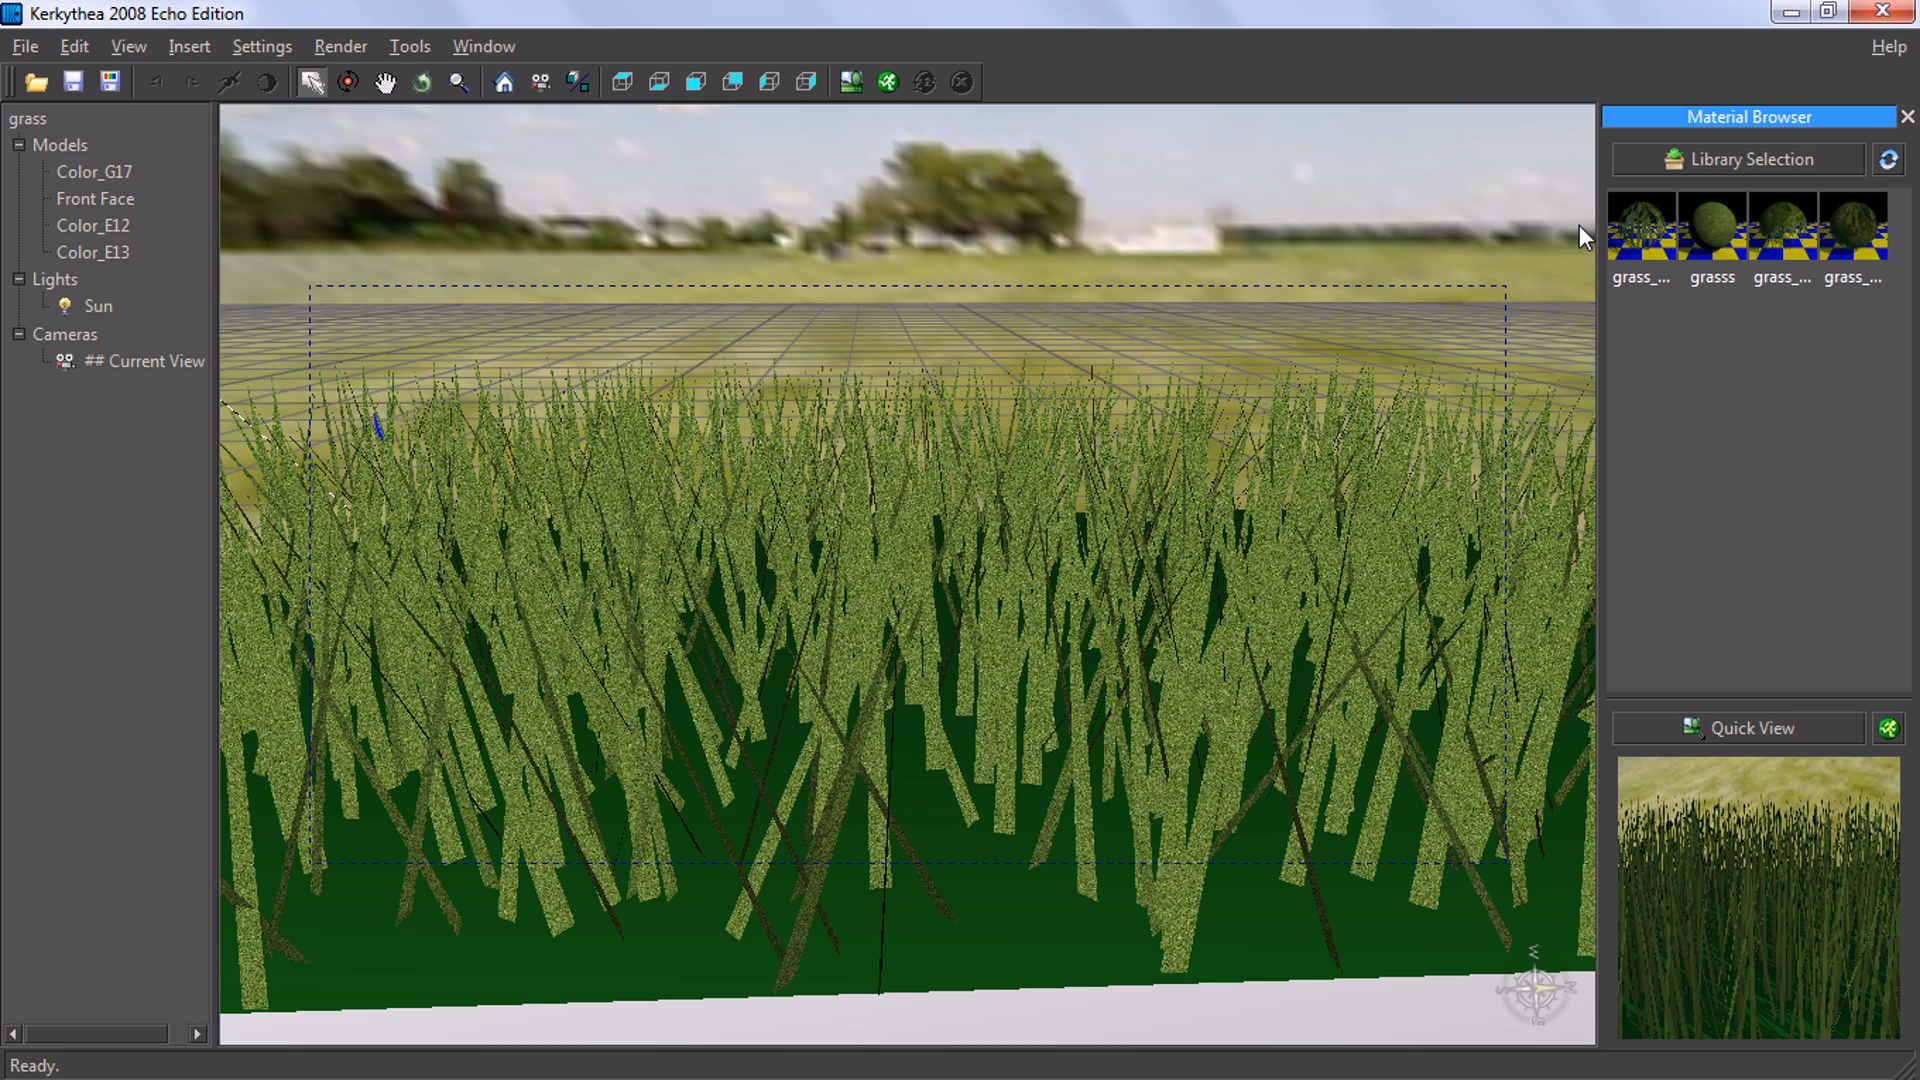 Kerkythea 2008 Echo Edition
File Edit View Insert Settings Render Tools Window Help
grass
Models
Color_G17
Front Face
Color_E12
Color_E13
Lights
Sun
Cameras
## Current View
Material Browser
Library Selection
grass_... grasss grass_... grass_...
Quick View
Ready.